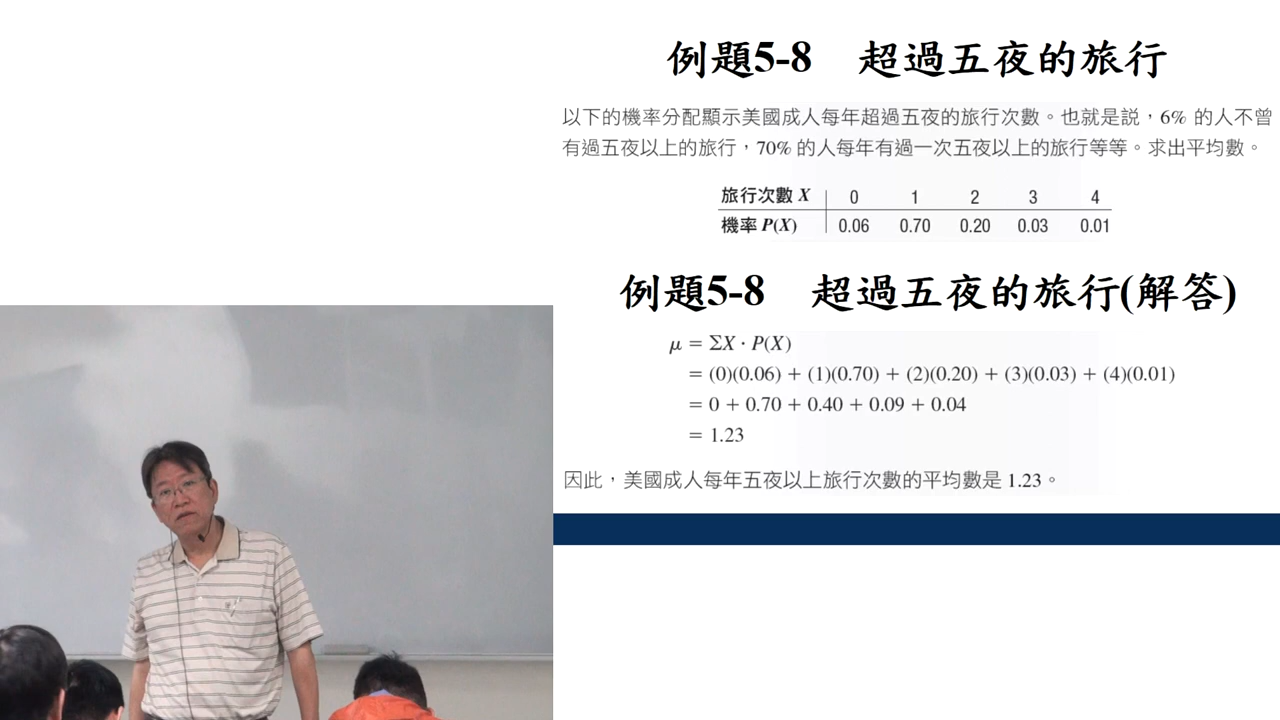 例題5-8 超過五夜的旅行
以下的機率分配顯示美國成人每年超過五夜的旅行次數。也就是說，6% 的人不曾
有過五夜以上的旅行，70% 的人每年有過一次五夜以上的旅行等等。求出平均數。
旅行次數 X 0 1 2 3 4
機率 P(X) 0.06 0.70 0.20 0.03 0.01
例題5-8 超過五夜的旅行(解答)
μ = ΣX · P(X)
= (0)(0.06) + (1)(0.70) + (2)(0.20) + (3)(0.03) + (4)(0.01)
= 0 + 0.70 + 0.40 + 0.09 + 0.04
= 1.23
因此，美國成人每年五夜以上旅行次數的平均數是 1.23。